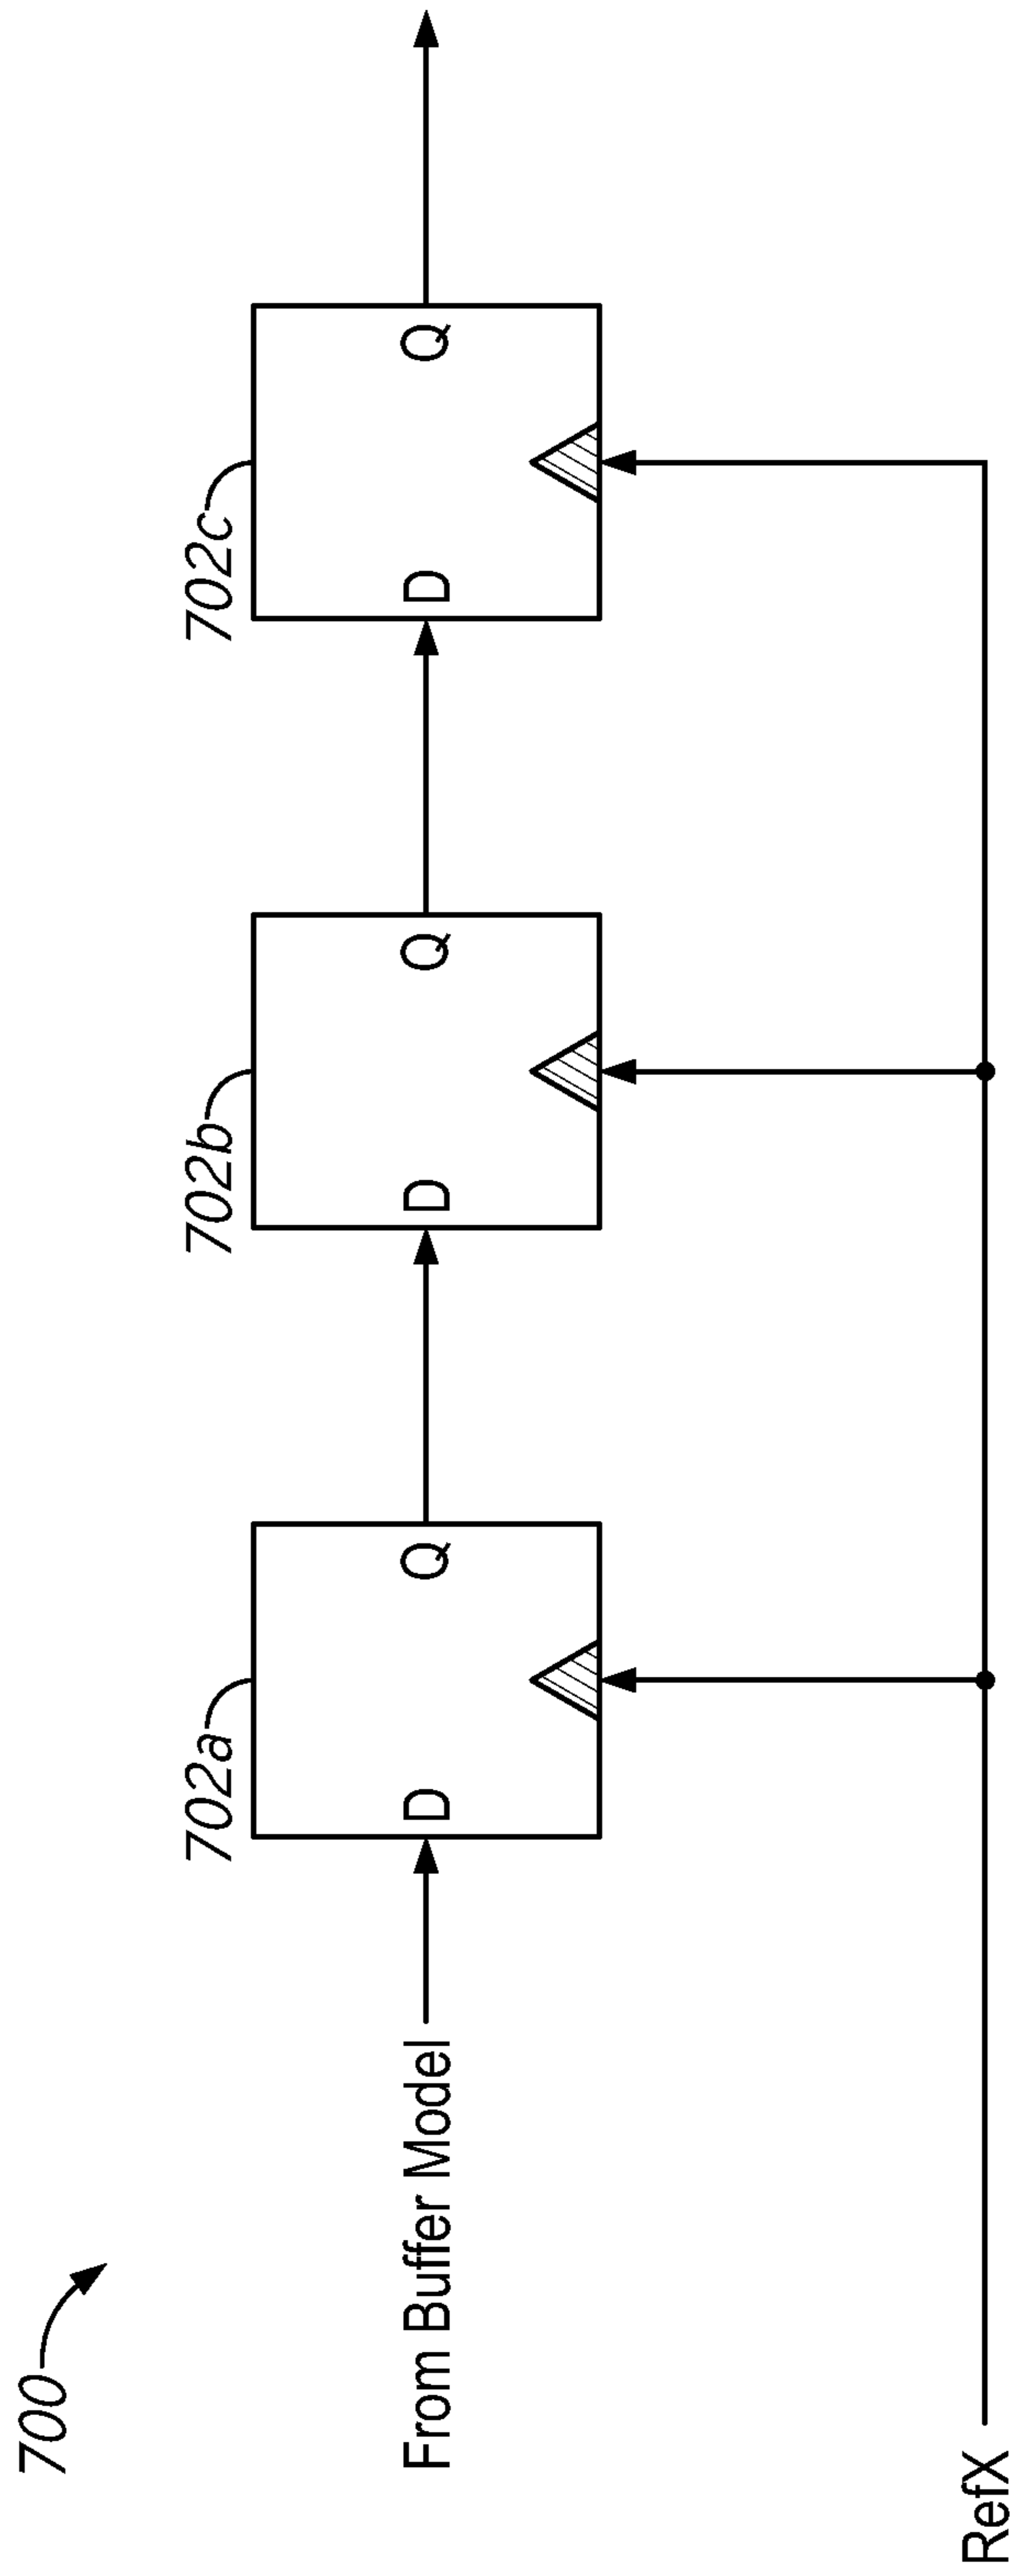 700
702a
702b
702c
From Buffer Model
D
Q
D
Q
D
Q
RefX